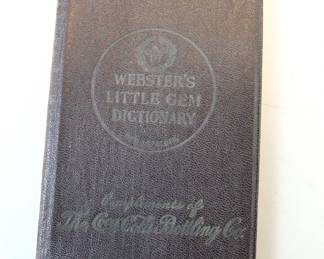 WEBSTER'S
LITTLE GEM
DICTIONARY
Compliments of
The Coca-Cola Bottling Co.